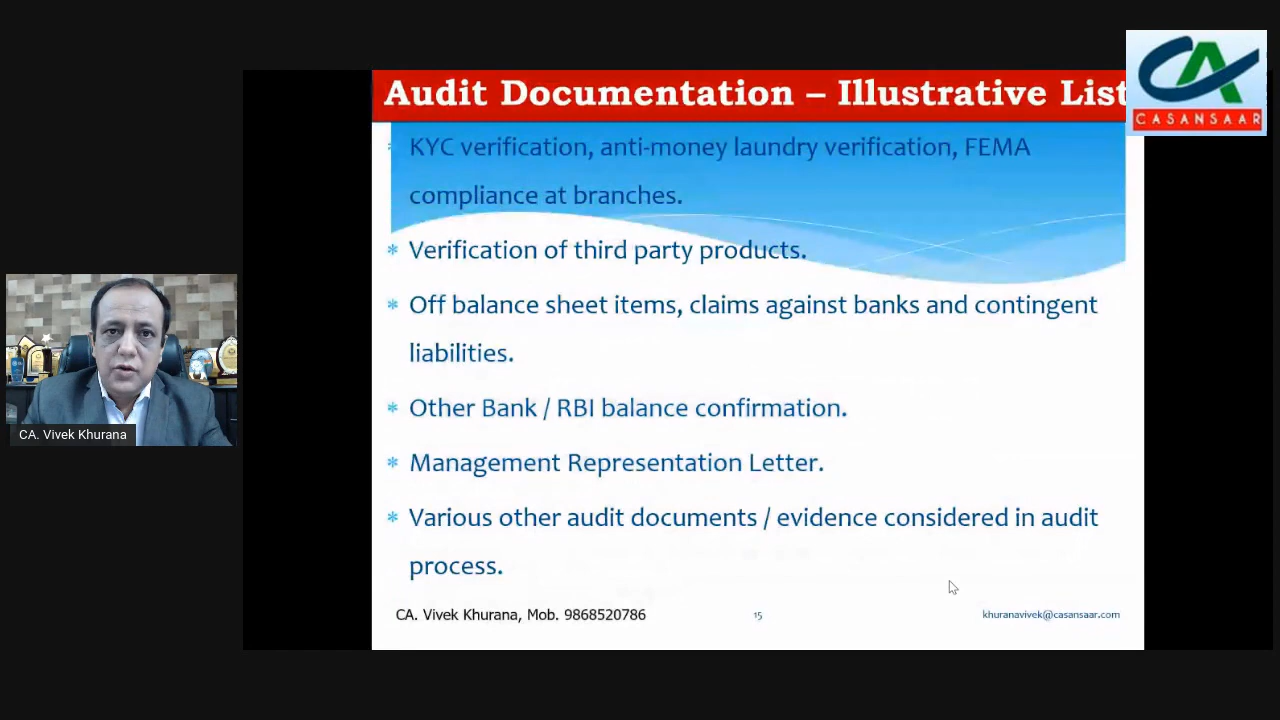 Audit Documentation – Illustrative List
CA
CASANSAAR
* KYC verification, anti-money laundry verification, FEMA
compliance at branches.
* Verification of third party products.
* Off balance sheet items, claims against banks and contingent
liabilities.
* Other Bank / RBI balance confirmation.
* Management Representation Letter.
* Various other audit documents / evidence considered in audit
process.
CA. Vivek Khurana
CA. Vivek Khurana, Mob. 9868520786
15
khuranavivek@casansaar.com